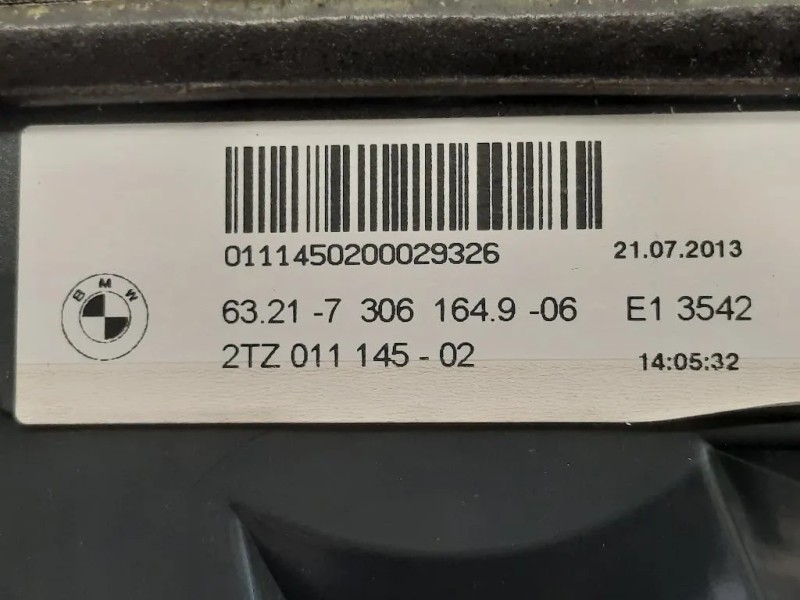 0111450200029326 21.07.2013
BMW
63.21-7 306 164.9-06 E1 3542
2TZ 011 145-02 14:05:32